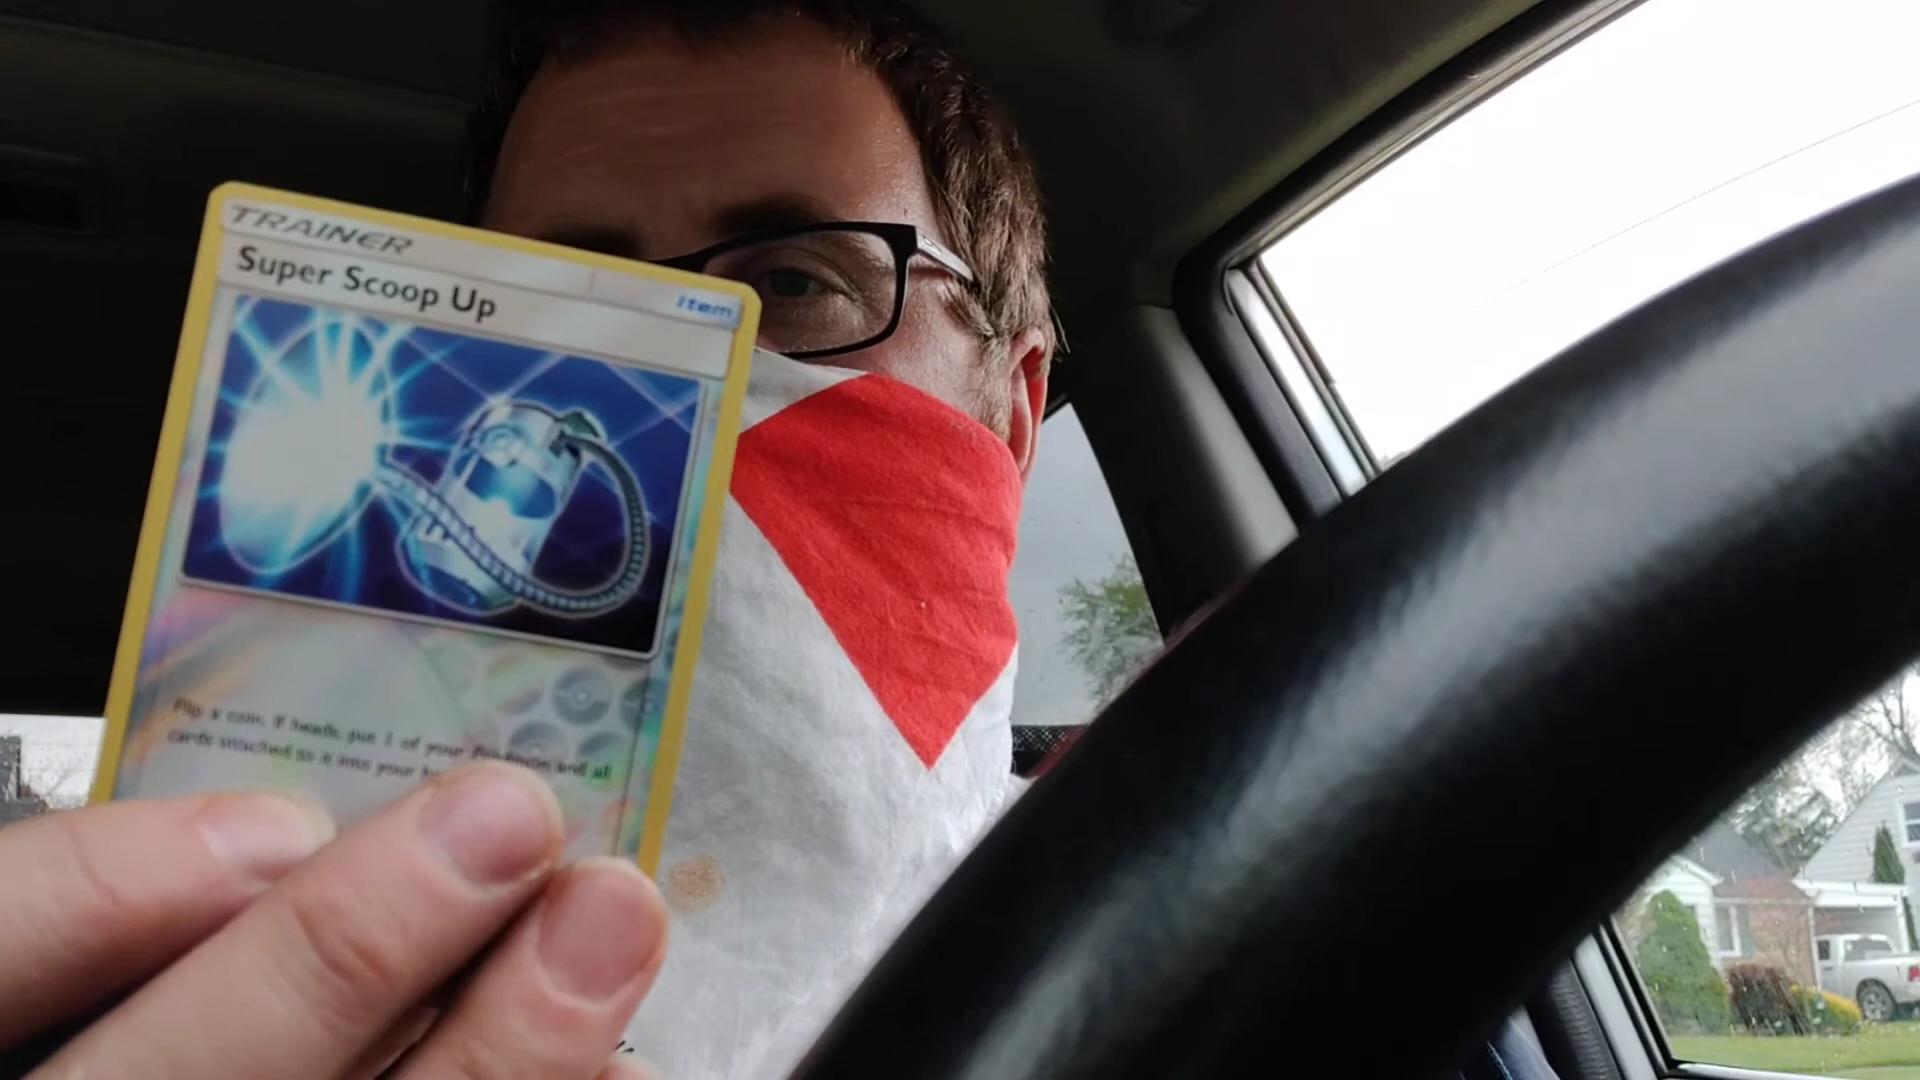 TRAINER
Super Scoop Up
Item
Flip a coin. If heads, put 1 of your Pokémon and all
cards attached to it into your